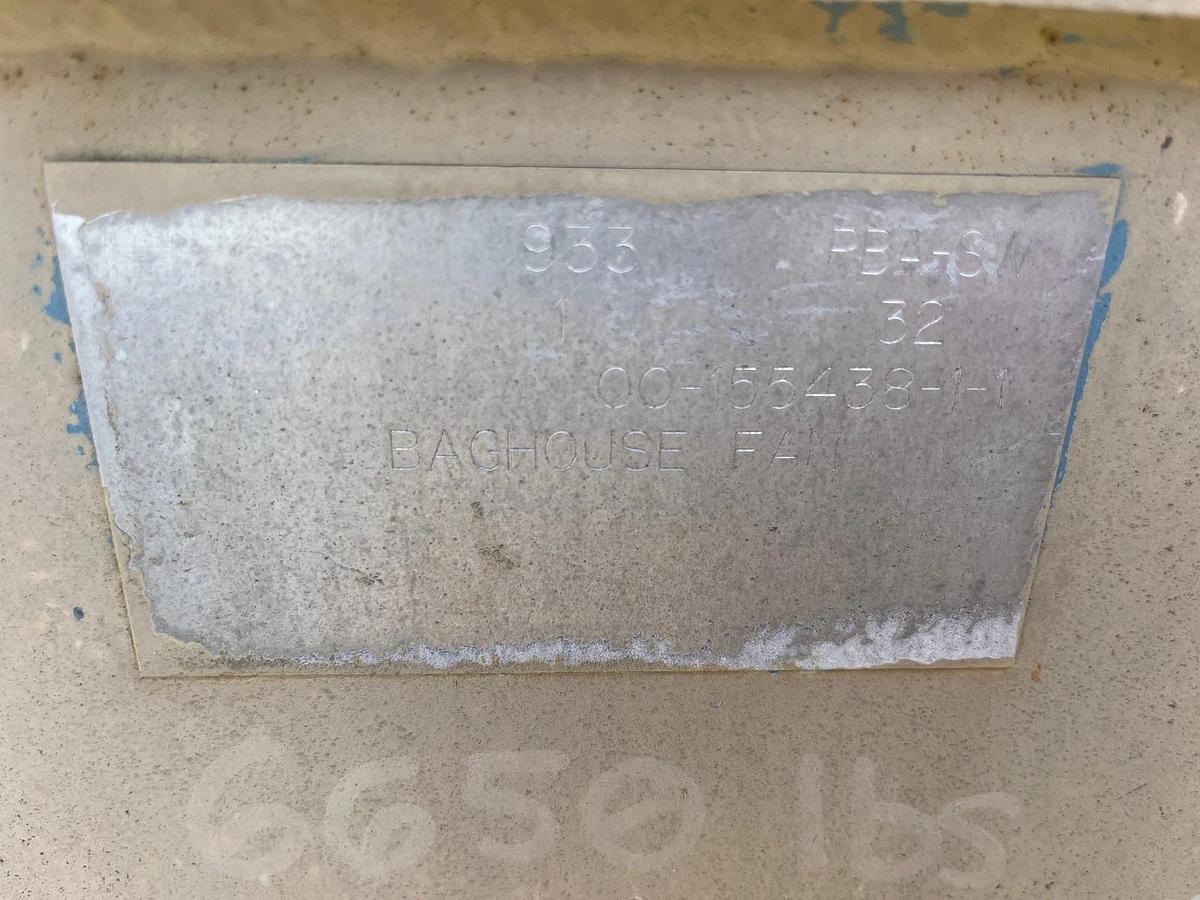 933 PBA-SW
1 32
00-155438-1-1
BAGHOUSE FAN
6650 lbs